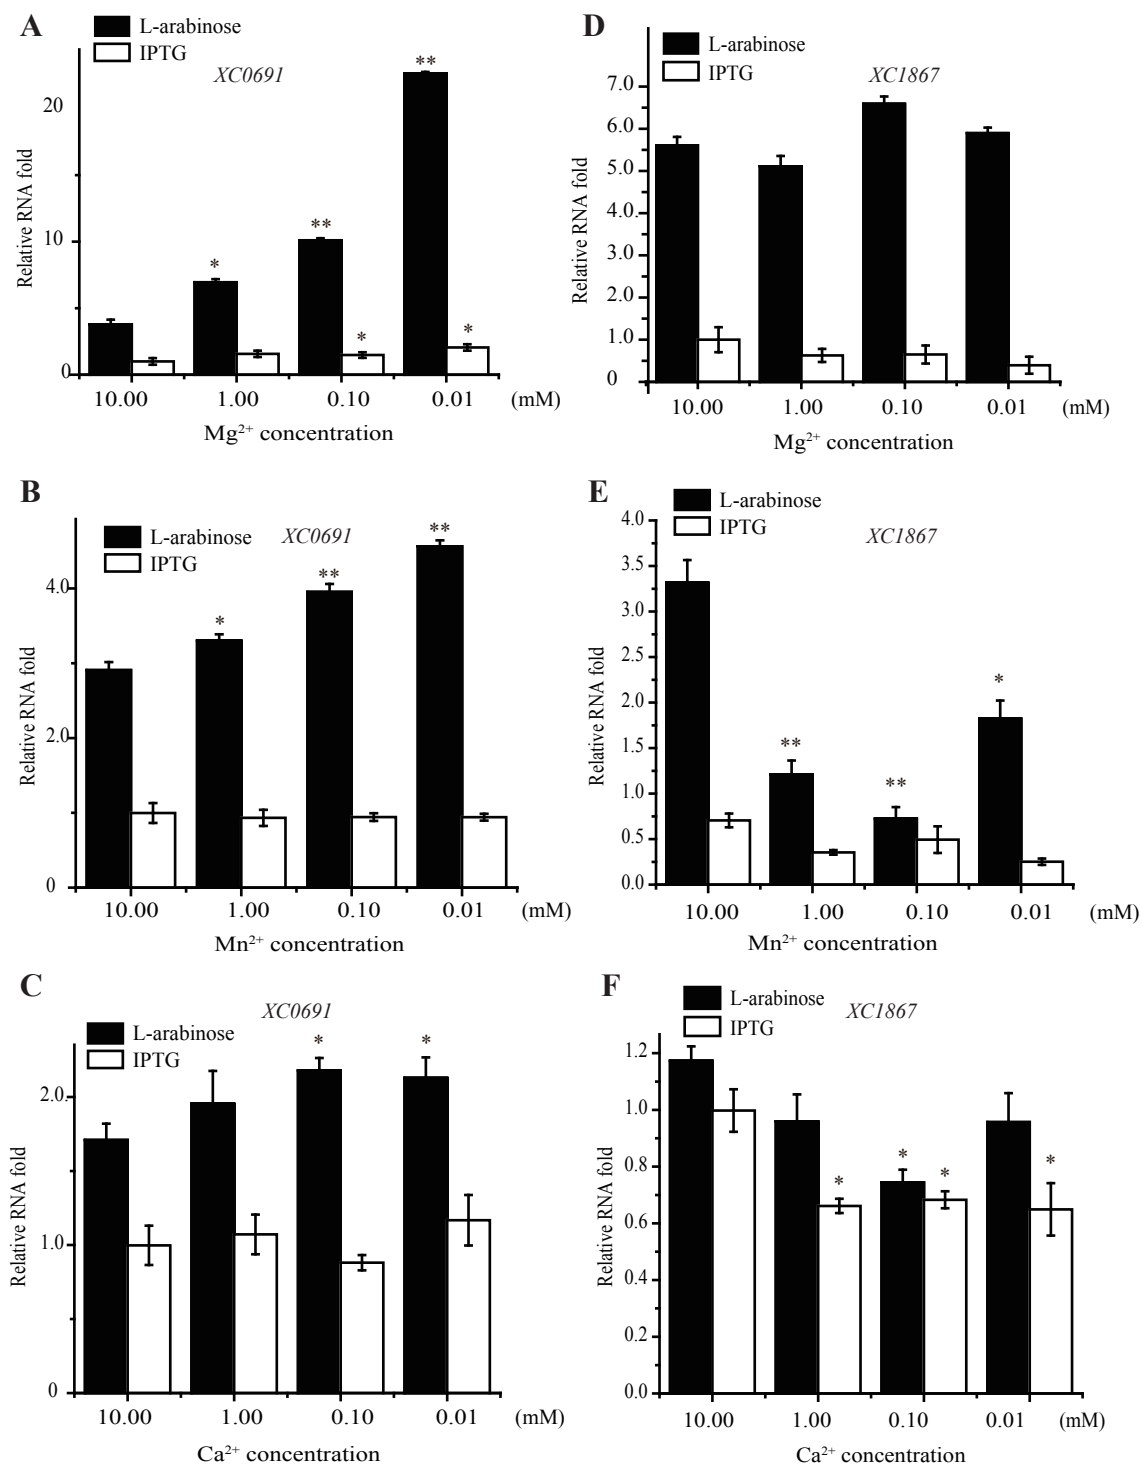 A
L-arabinose
IPTG
XC0691
**
**
*
*
*
20
10
0
Relative RNA fold
10.00 1.00 0.10 0.01 (mM)
Mg²⁺ concentration
D
L-arabinose
IPTG
XC1867
7.0
6.0
5.0
4.0
3.0
2.0
1.0
0
Relative RNA fold
10.00 1.00 0.10 0.01 (mM)
Mg²⁺ concentration
B
L-arabinose
IPTG
XC0691
**
**
*
4.0
2.0
0
Relative RNA fold
10.00 1.00 0.10 0.01 (mM)
Mn²⁺ concentration
E
L-arabinose
IPTG
XC1867
*
**
**
4.0
3.5
3.0
2.5
2.0
1.5
1.0
0.5
0.0
Relative RNA fold
10.00 1.00 0.10 0.01 (mM)
Mn²⁺ concentration
C
XC0691
L-arabinose
IPTG
* *
2.0
1.0
0
Relative RNA fold
10.00 1.00 0.10 0.01 (mM)
Ca²⁺ concentration
F
L-arabinose
IPTG
XC1867
*
*
*
*
1.2
1.0
0.8
0.6
0.4
0.2
0.0
Relative RNA fold
10.00 1.00 0.10 0.01 (mM)
Ca²⁺ concentration